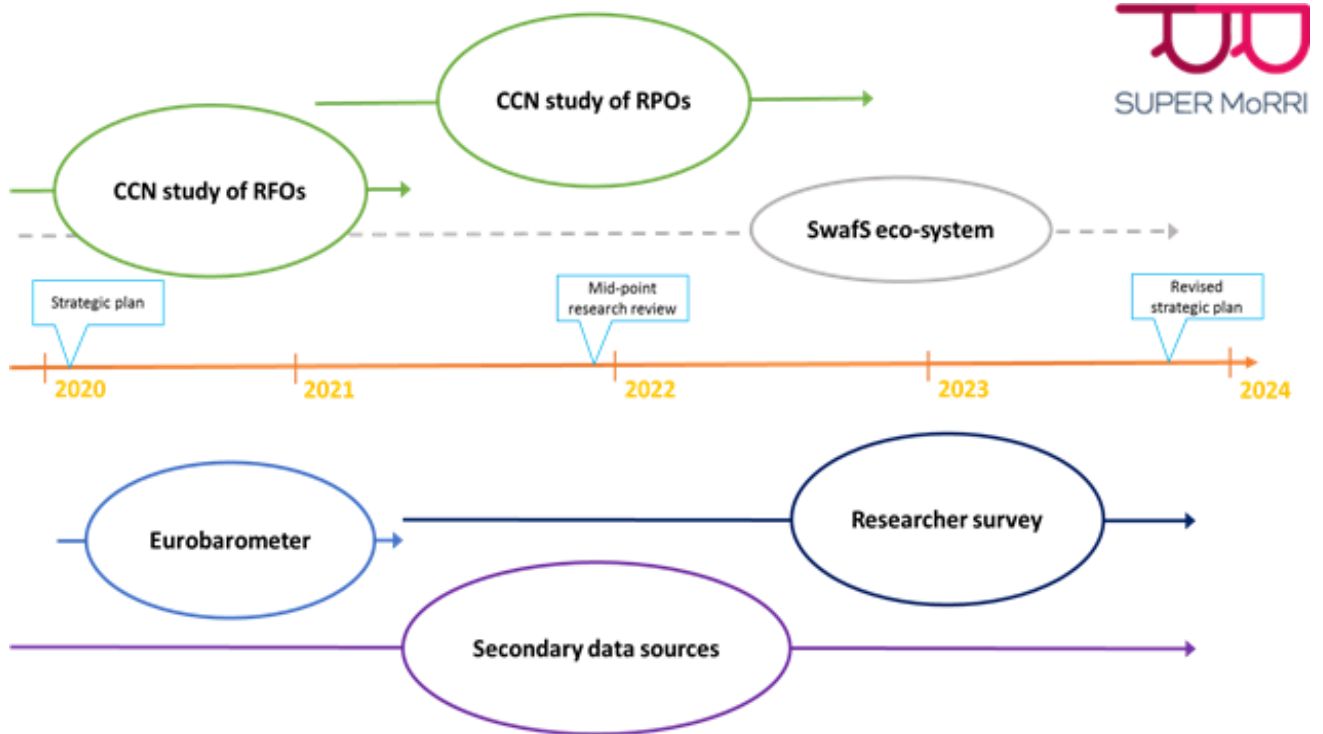 SUPER MoRRI
CCN study of RPOs
CCN study of RFOs
SwafS eco-system
Strategic plan
Mid-point
research review
Revised
strategic plan
2020
2021
2022
2023
2024
Eurobarometer
Researcher survey
Secondary data sources